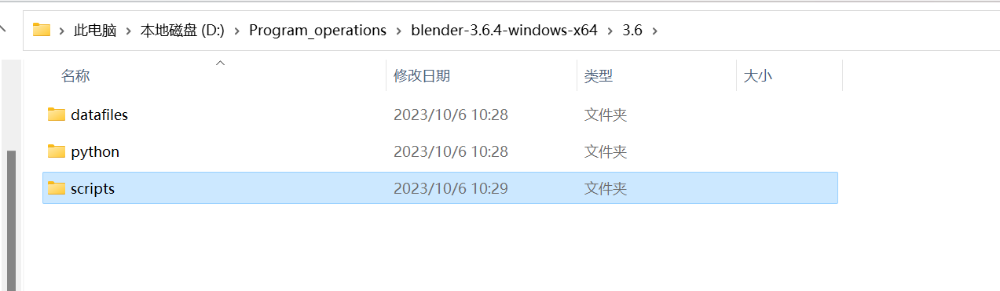 此电脑 本地磁盘 (D:) Program_operations blender-3.6.4-windows-x64 3.6
名称 修改日期 类型 大小
datafiles 2023/10/6 10:28 文件夹
python 2023/10/6 10:28 文件夹
scripts 2023/10/6 10:29 文件夹